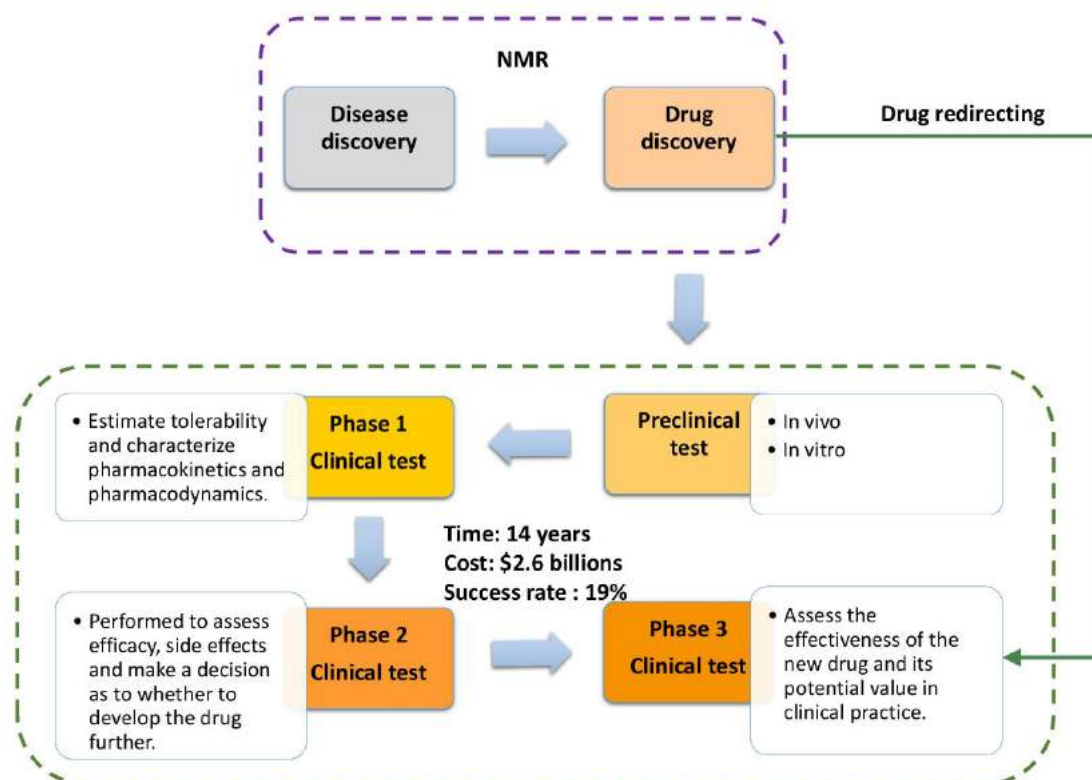 NMR
Disease
discovery
Drug
discovery
Drug redirecting
• Estimate tolerability
and characterize
pharmacokinetics and
pharmacodynamics.
Phase 1
Clinical test
Preclinical
test
• In vivo
• In vitro
Time: 14 years
Cost: $2.6 billions
Success rate : 19%
• Performed to assess
efficacy, side effects
and make a decision
as to whether to
develop the drug
further.
Phase 2
Clinical test
Phase 3
Clinical test
• Assess the
effectiveness of the
new drug and its
potential value in
clinical practice.